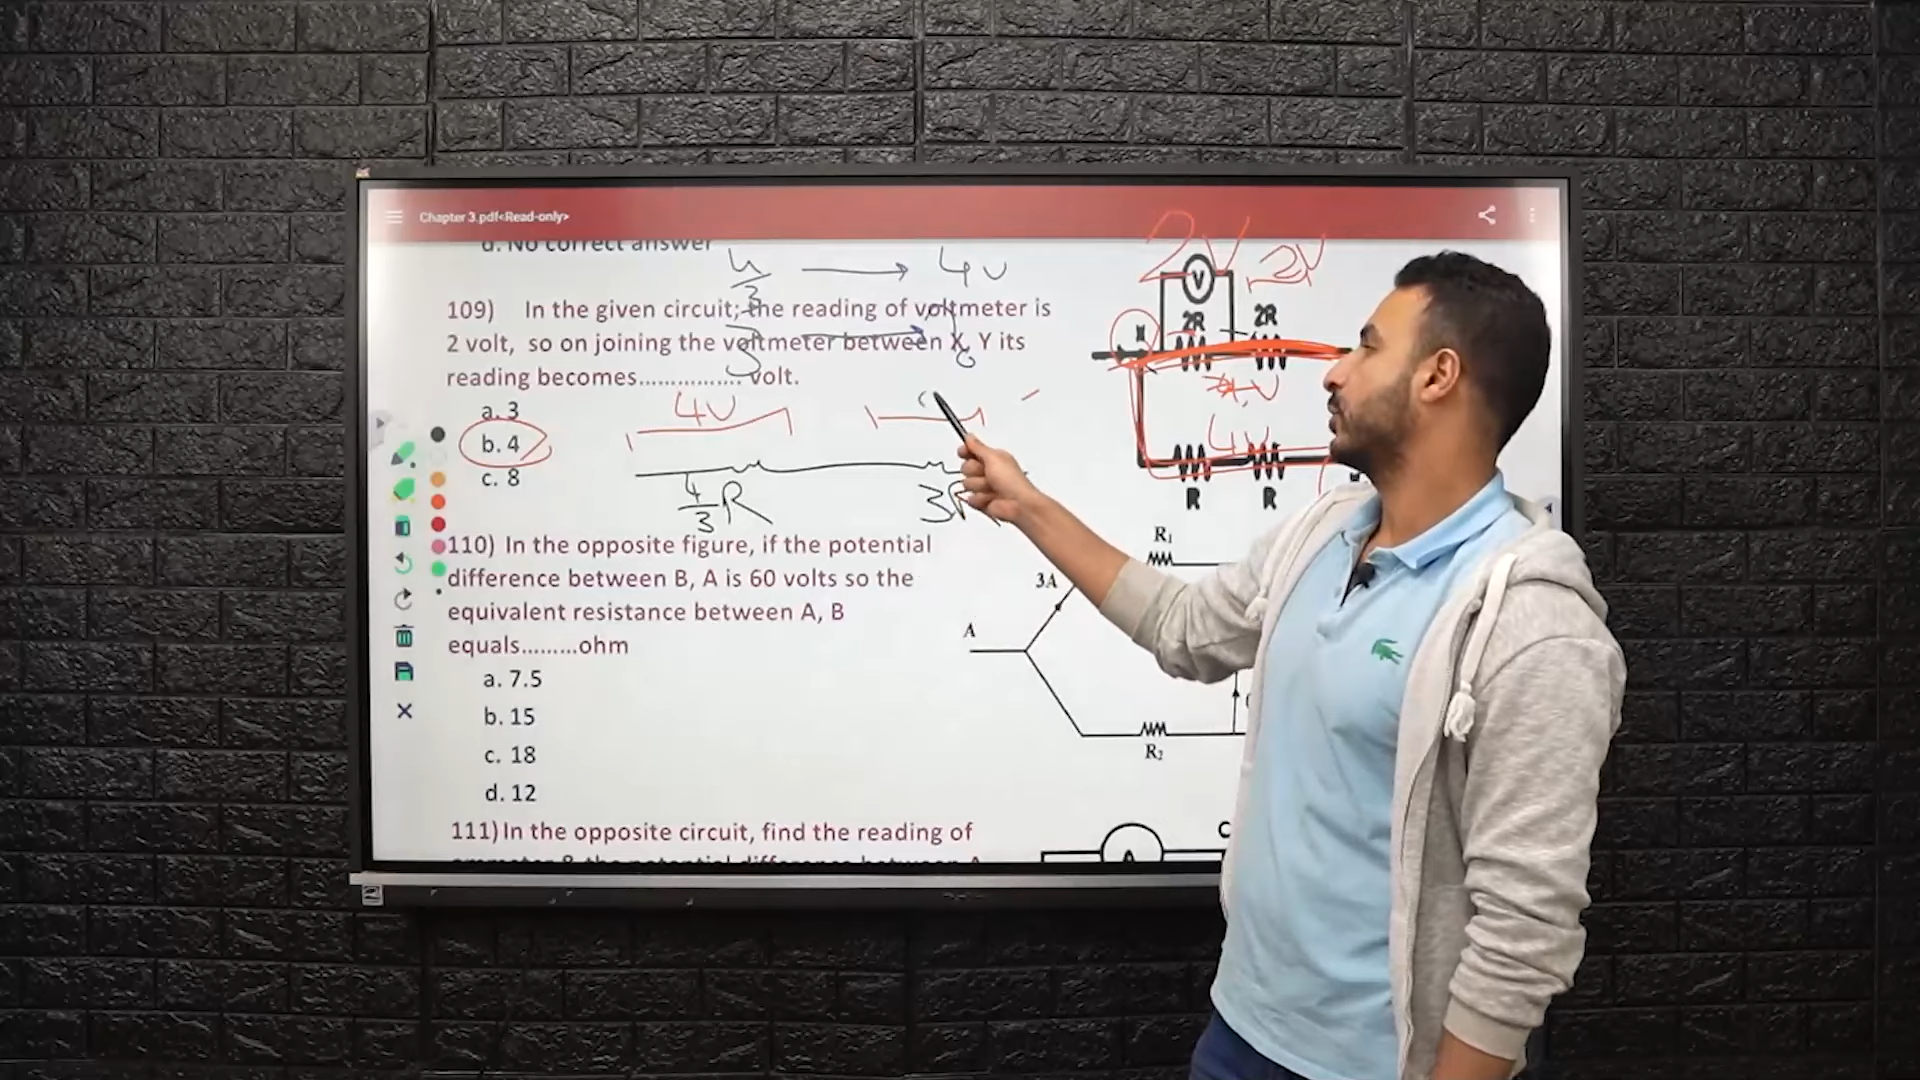 Chapter 3.pdf<Read-only>
d. No correct answer
4/3 → 4v
109) In the given circuit; the reading of voltmeter is
2 volt, so on joining the voltmeter between X, Y its
reading becomes................ volt.
a. 3
b. 4
c. 8
4V
4/3 R
2V
2V
V
2R
2R
X
4V
R
R
110) In the opposite figure, if the potential
difference between B, A is 60 volts so the
equivalent resistance between A, B
equals.........ohm
a. 7.5
b. 15
c. 18
d. 12
R₁
3A
A
R₂
111) In the opposite circuit, find the reading of
A
C